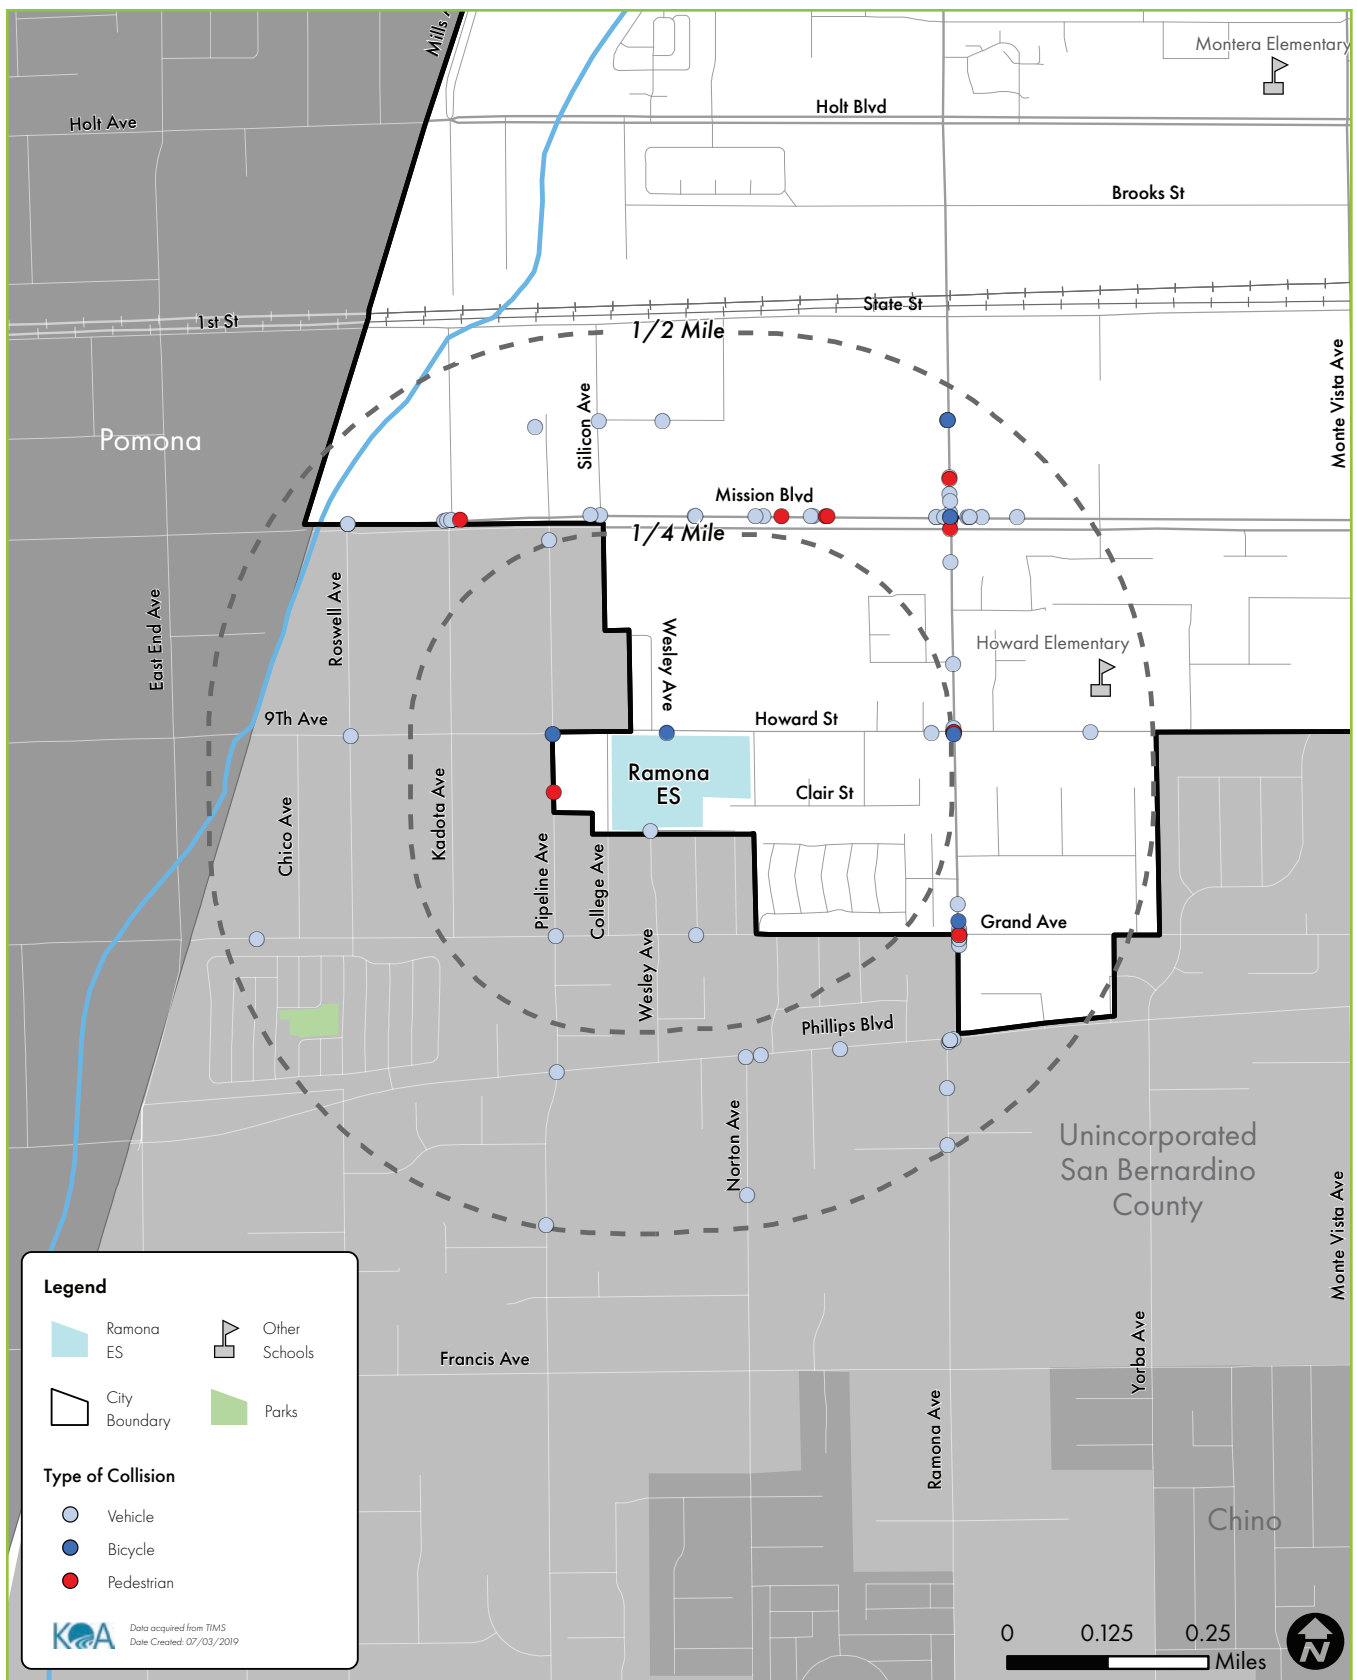 Mills
Montera Elementary
Holt Blvd
Holt Ave
Brooks St
State St
1st St
1/2 Mile
Monte Vista Ave
Silicon Ave
Pomona
Mission Blvd
1/4 Mile
Roswell Ave
East End Ave
Wesley Ave
Howard Elementary
9Th Ave
Howard St
Ramona
ES
Clair St
Kadota Ave
Chico Ave
Pipeline Ave
College Ave
Grand Ave
Wesley Ave
Phillips Blvd
Norton Ave
Unincorporated
San Bernardino
County
Monte Vista Ave
Yorba Ave
Francis Ave
Ramona Ave
Chino
Legend
Ramona
ES
Other
Schools
City
Boundary
Parks
Type of Collision
Vehicle
Bicycle
Pedestrian
KOA
Data acquired from TIMS
Date Created: 07/03/2019
0 0.125 0.25
Miles
N